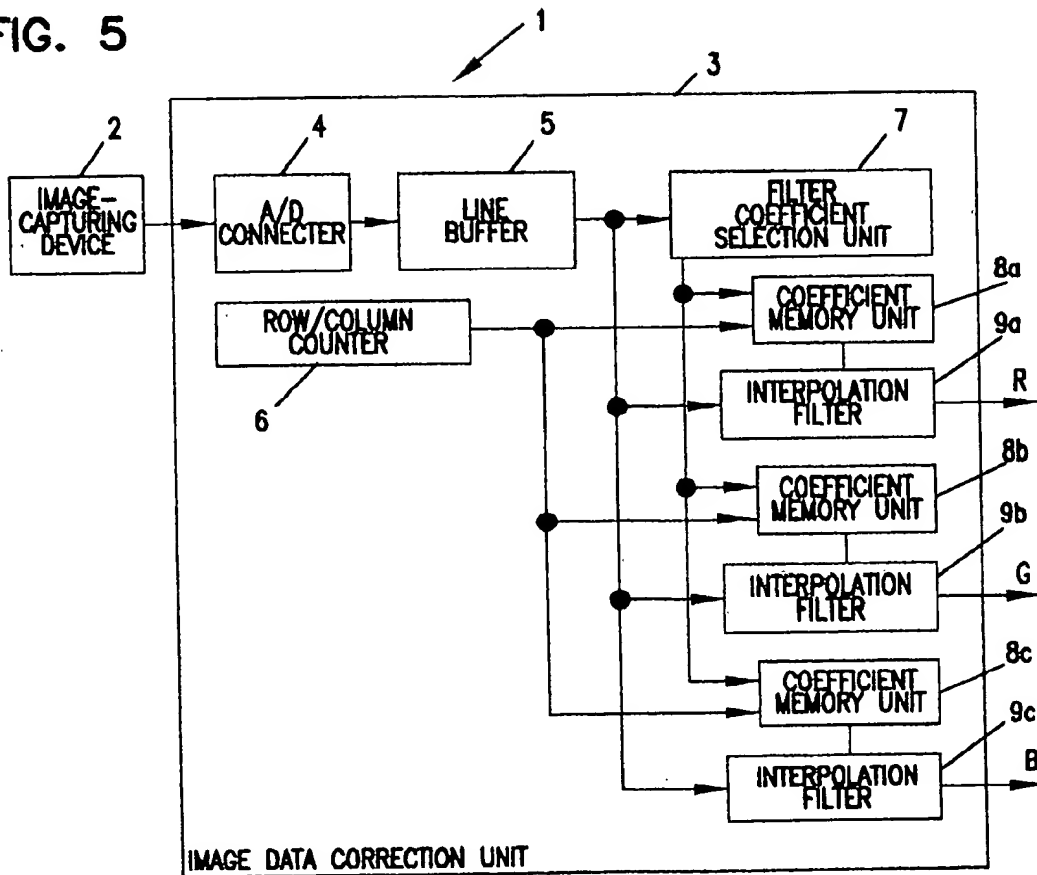 FIG. 5
1
3
2
4
5
7
IMAGE-
CAPTURING
DEVICE
A/D
CONNECTER
LINE
BUFFER
FILTER
COEFFICIENT
SELECTION UNIT
8a
COEFFICIENT
MEMORY UNIT
ROW/COLUMN
COUNTER
6
9a
INTERPOLATION
FILTER
R
8b
COEFFICIENT
MEMORY UNIT
9b
INTERPOLATION
FILTER
G
8c
COEFFICIENT
MEMORY UNIT
9c
INTERPOLATION
FILTER
B
IMAGE DATA CORRECTION UNIT